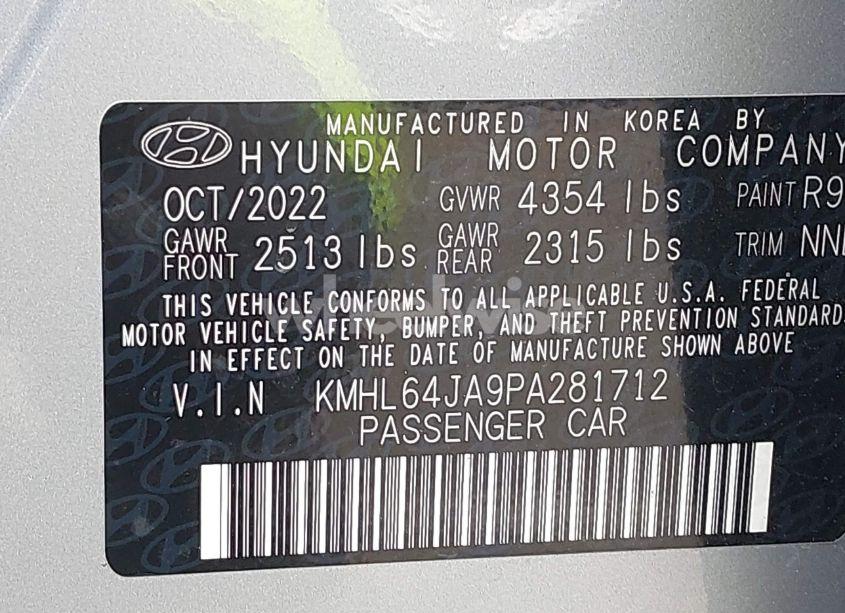 MANUFACTURED IN KOREA BY
HYUNDAI MOTOR COMPANY
OCT/2022 GVWR 4354 lbs PAINT R9
GAWR FRONT 2513 lbs GAWR REAR 2315 lbs TRIM NN
THIS VEHICLE CONFORMS TO ALL APPLICABLE U.S.A. FEDERAL
MOTOR VEHICLE SAFETY, BUMPER, AND THEFT PREVENTION STANDARD
IN EFFECT ON THE DATE OF MANUFACTURE SHOWN ABOVE
V.I.N KMHL64JA9PA281712
PASSENGER CAR